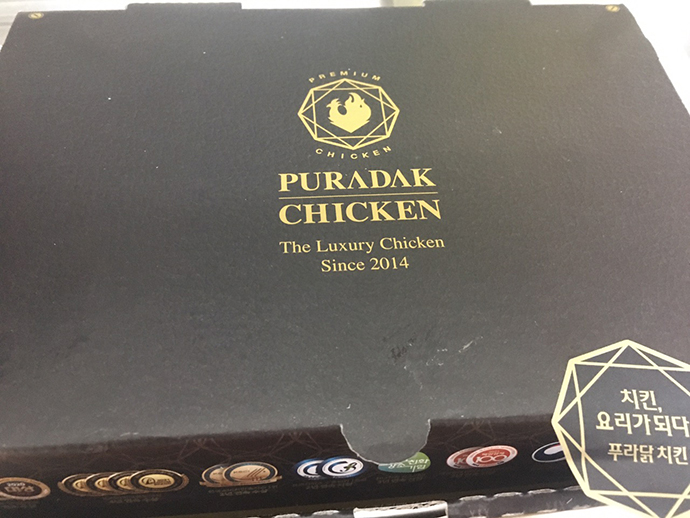 PREMIUM
CHICKEN
PURADAK
CHICKEN
The Luxury Chicken
Since 2014
치킨,
요리가 되다
푸라닭 치킨